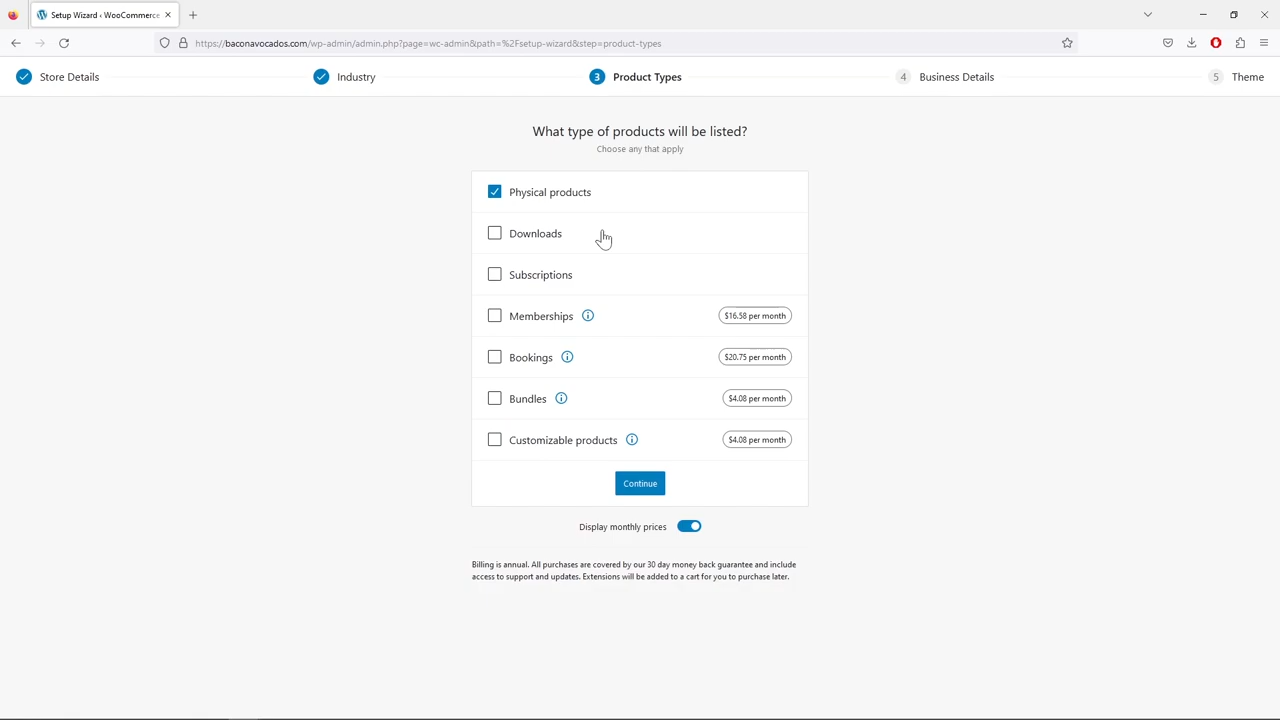 Setup Wizard ‹ WooCommerce
https://baconavocados.com/wp-admin/admin.php?page=wc-admin&path=%2Fsetup-wizard&step=product-types
Store Details
Industry
3 Product Types
4 Business Details
5 Theme
What type of products will be listed?
Choose any that apply
Physical products
Downloads
Subscriptions
Memberships $16.58 per month
Bookings $20.75 per month
Bundles $4.08 per month
Customizable products $4.08 per month
Continue
Display monthly prices
Billing is annual. All purchases are covered by our 30 day money back guarantee and include
access to support and updates. Extensions will be added to a cart for you to purchase later.